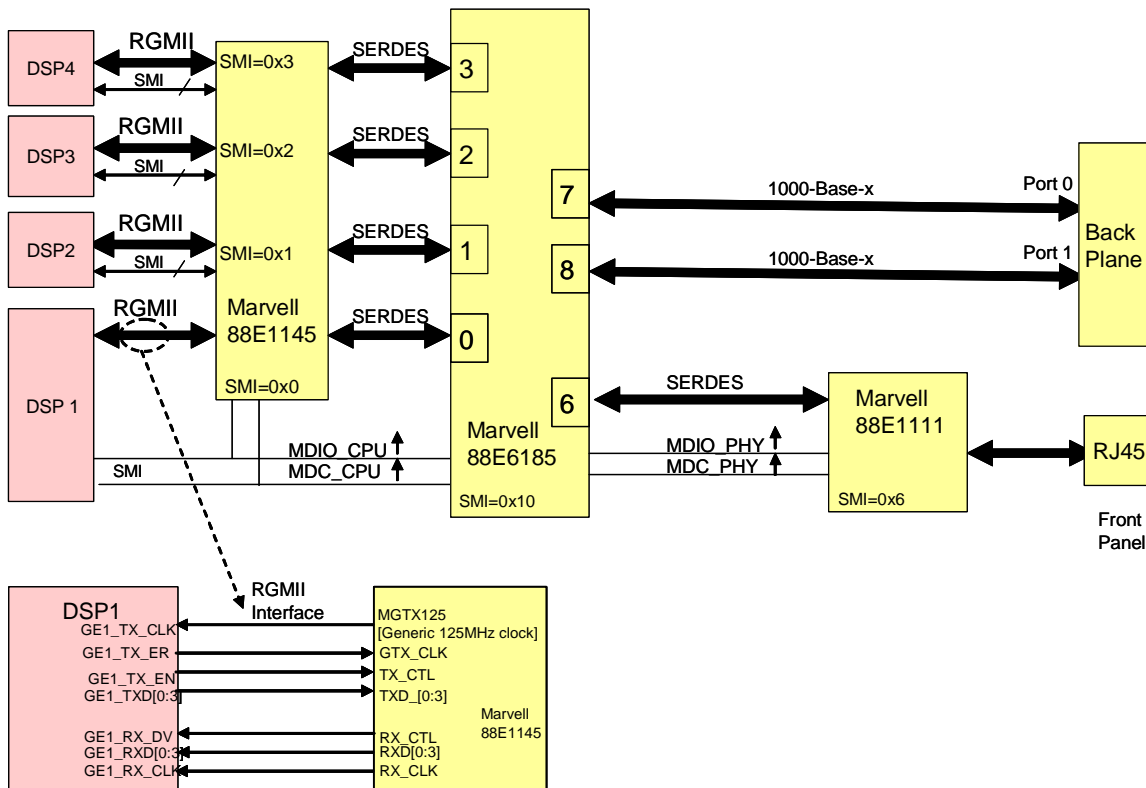 RGMII
SERDES
DSP4
SMI=0x3
3
SMI
RGMII
SERDES
DSP3
SMI=0x2
2
SMI
7
1000-Base-x
Port 0
RGMII
SERDES
DSP2
SMI=0x1
1
SMI
8
1000-Base-x
Port 1
Back
Plane
RGMII
Marvell
88E1145
SERDES
0
DSP 1
SMI=0x0
6
SERDES
Marvell
88E1111
MDIO_CPU
Marvell
88E6185
MDIO_PHY
SMI
MDC_CPU
MDC_PHY
RJ45
SMI=0x10
SMI=0x6
Front
Panel
RGMII
Interface
DSP1
GE1_TX_CLK
GE1_TX_ER
GE1_TX_EN
GE1_TXD[0:3]
GE1_RX_DV
GE1_RXD[0:3]
GE1_RX_CLK
MGTX125
[Generic 125MHz clock]
GTX_CLK
TX_CTL
TXD_[0:3]
Marvell
88E1145
RX_CTL
RXD[0:3]
RX_CLK